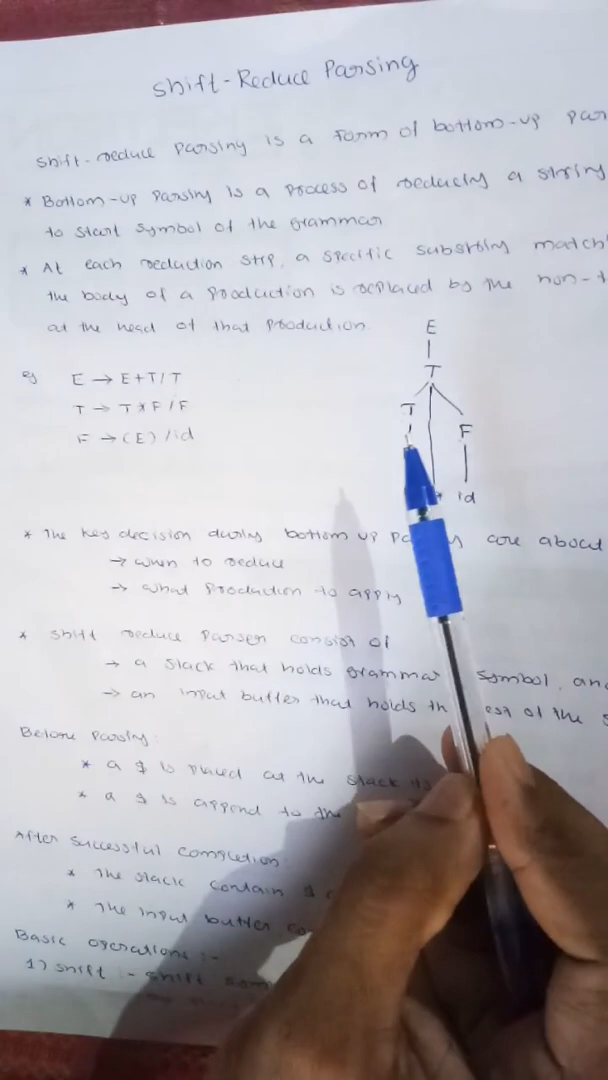 Shift-Reduce Parsing
Shift-reduce parsing is a form of bottom-up par
* Bottom-up parsing is a process of reducing a string
to start symbol of the grammar
* At each reduction step, a specific substring match
the body of a production is replaced by the non-t
at the head of that production
E
T
eg E → E+T/T
T → T*F/F
F → (E)/id
T
F
* id
* The key decision during bottom up are about
→ when to reduce
→ what production to apply
* Shift reduce parser consist of
→ a stack that holds grammar symbol, and
→ an input buffer that holds th est of the s
Before parsing:
* a $ is placed at the stack to
* a $ is append to the
After successful completion:
* The stack contain $
* The input buffer co
Basic operations :-
1) shift :- shift som